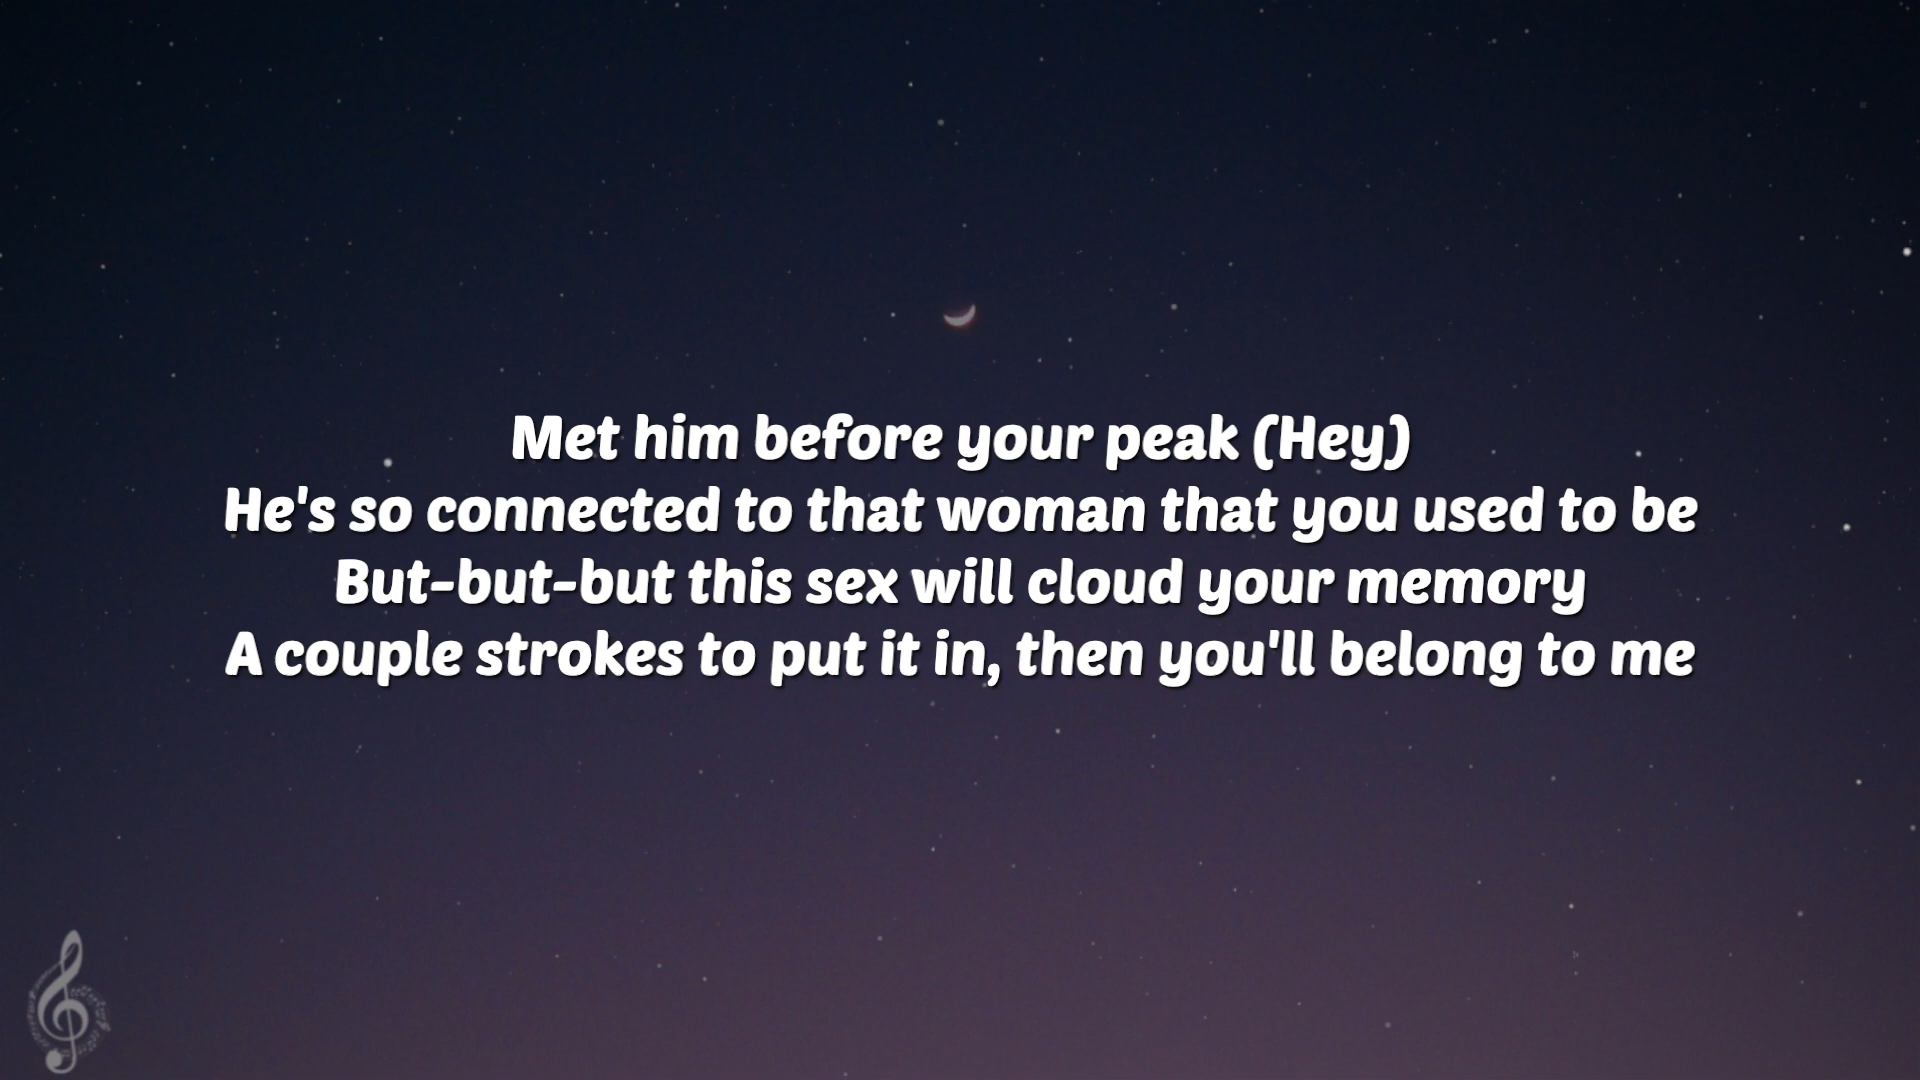 Met him before your peak (Hey)
He's so connected to that woman that you used to be
But-but-but this sex will cloud your memory
A couple strokes to put it in, then you'll belong to me